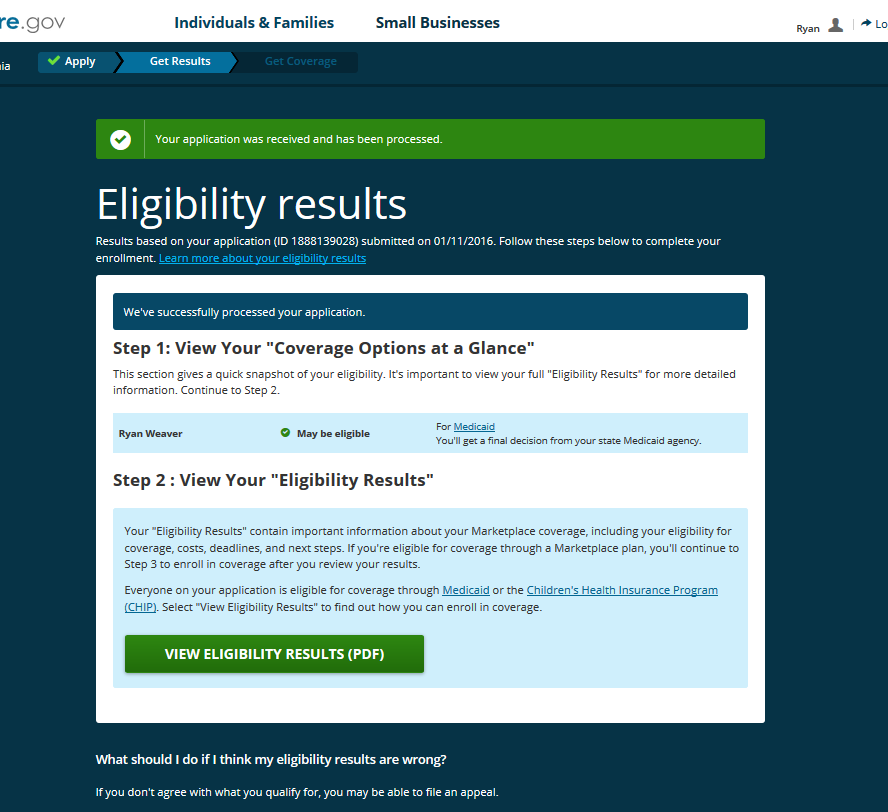 re.gov
Individuals & Families
Small Businesses
Ryan
Lo
ia
Apply
Get Results
Get Coverage
Your application was received and has been processed.
Eligibility results
Results based on your application (ID 1888139028) submitted on 01/11/2016. Follow these steps below to complete your
enrollment. Learn more about your eligibility results
We've successfully processed your application.
Step 1: View Your "Coverage Options at a Glance"
This section gives a quick snapshot of your eligibility. It's important to view your full "Eligibility Results" for more detailed
information. Continue to Step 2.
Ryan Weaver
May be eligible
For Medicaid
You'll get a final decision from your state Medicaid agency.
Step 2 : View Your "Eligibility Results"
Your "Eligibility Results" contain important information about your Marketplace coverage, including your eligibility for
coverage, costs, deadlines, and next steps. If you're eligible for coverage through a Marketplace plan, you'll continue to
Step 3 to enroll in coverage after you review your results.
Everyone on your application is eligible for coverage through Medicaid or the Children's Health Insurance Program
(CHIP). Select "View Eligibility Results" to find out how you can enroll in coverage.
VIEW ELIGIBILITY RESULTS (PDF)
What should I do if I think my eligibility results are wrong?
If you don't agree with what you qualify for, you may be able to file an appeal.